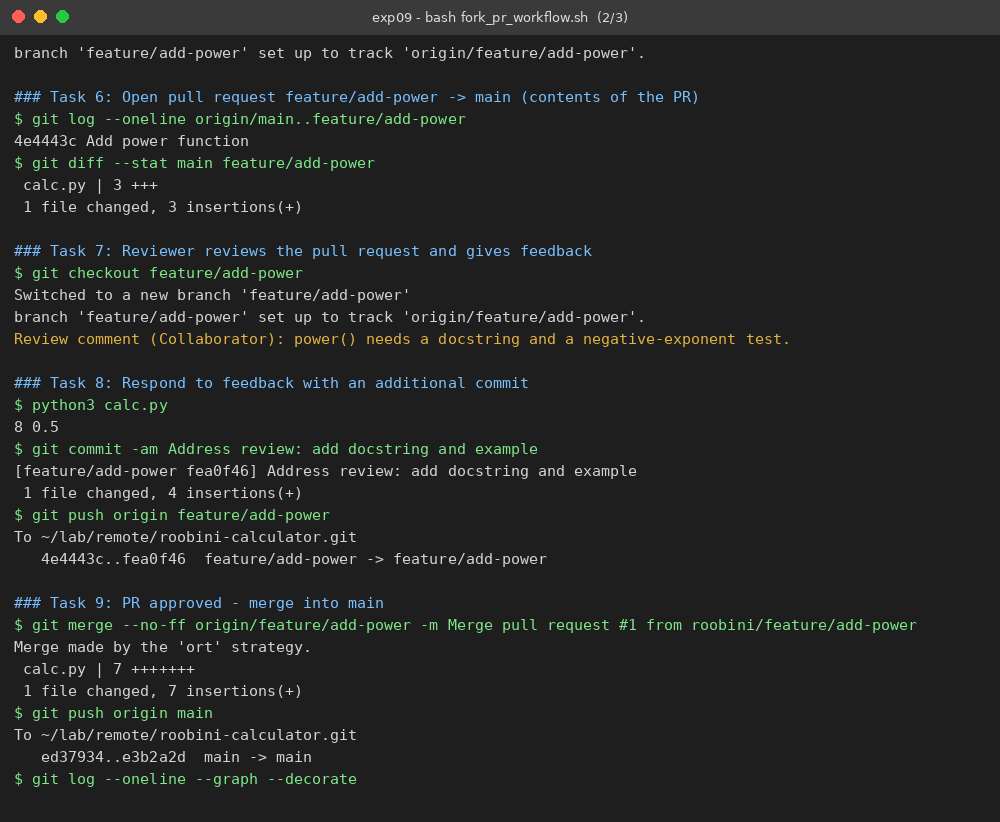 exp09 - bash fork_pr_workflow.sh  (2/3)
branch 'feature/add-power' set up to track 'origin/feature/add-power'.
### Task 6: Open pull request feature/add-power -> main (contents of the PR)
$ git log --oneline origin/main..feature/add-power
4e4443c Add power function
$ git diff --stat main feature/add-power
 calc.py | 3 +++
 1 file changed, 3 insertions(+)
### Task 7: Reviewer reviews the pull request and gives feedback
$ git checkout feature/add-power
Switched to a new branch 'feature/add-power'
branch 'feature/add-power' set up to track 'origin/feature/add-power'.
Review comment (Collaborator): power() needs a docstring and a negative-exponent test.
### Task 8: Respond to feedback with an additional commit
$ python3 calc.py
8 0.5
$ git commit -am Address review: add docstring and example
[feature/add-power fea0f46] Address review: add docstring and example
 1 file changed, 4 insertions(+)
$ git push origin feature/add-power
To ~/lab/remote/roobini-calculator.git
   4e4443c..fea0f46  feature/add-power -> feature/add-power
### Task 9: PR approved - merge into main
$ git merge --no-ff origin/feature/add-power -m Merge pull request #1 from roobini/feature/add-power
Merge made by the 'ort' strategy.
 calc.py | 7 +++++++
 1 file changed, 7 insertions(+)
$ git push origin main
To ~/lab/remote/roobini-calculator.git
   ed37934..e3b2a2d  main -> main
$ git log --oneline --graph --decorate